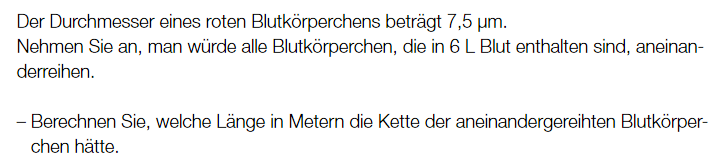 Der Durchmesser eines roten Blutkörperchens beträgt 7,5 µm.
Nehmen Sie an, man würde alle Blutkörperchen, die in 6 L Blut enthalten sind, aneinan-
derreihen.
– Berechnen Sie, welche Länge in Metern die Kette der aneinandergereihten Blutkörper-
chen hätte.